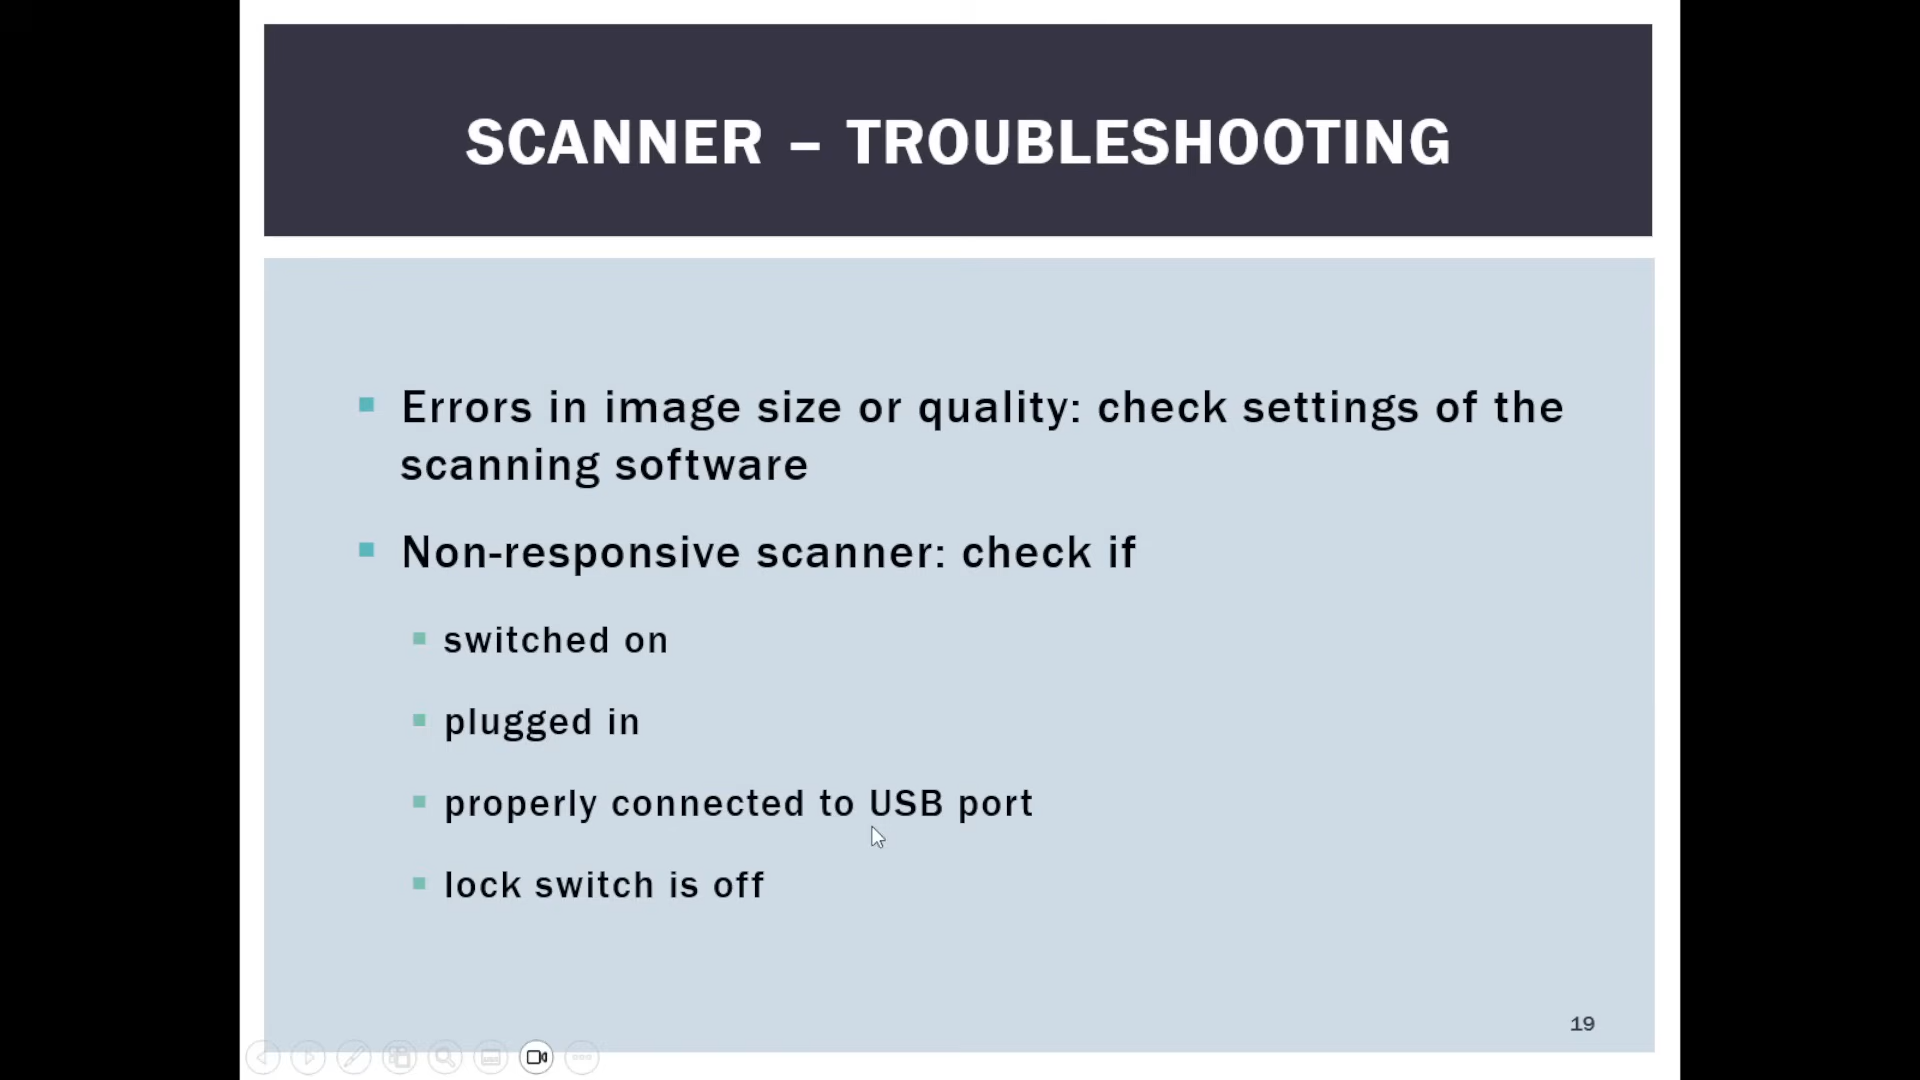 SCANNER – TROUBLESHOOTING
Errors in image size or quality: check settings of the
scanning software
Non-responsive scanner: check if
switched on
plugged in
properly connected to USB port
lock switch is off
19